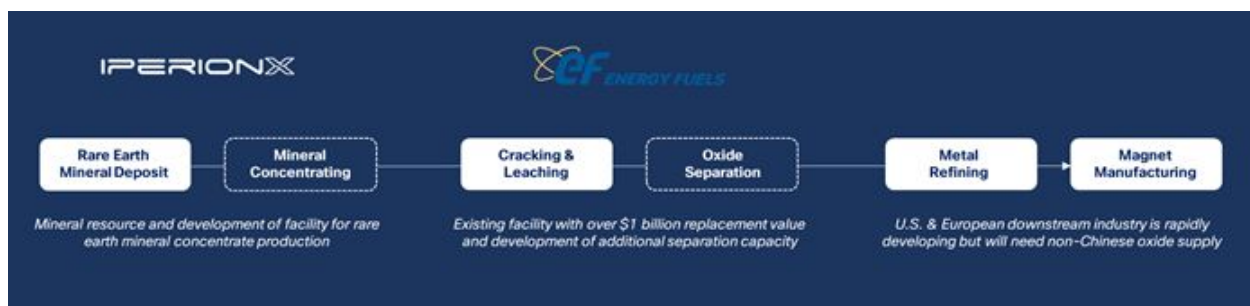 IPERIONX
ef ENERGY FUELS
Rare Earth
Mineral Deposit
Mineral
Concentrating
Cracking &
Leaching
Oxide
Separation
Metal
Refining
Magnet
Manufacturing
Mineral resource and development of facility for rare
earth mineral concentrate production
Existing facility with over $1 billion replacement value
and development of additional separation capacity
U.S. & European downstream industry is rapidly
developing but will need non-Chinese oxide supply